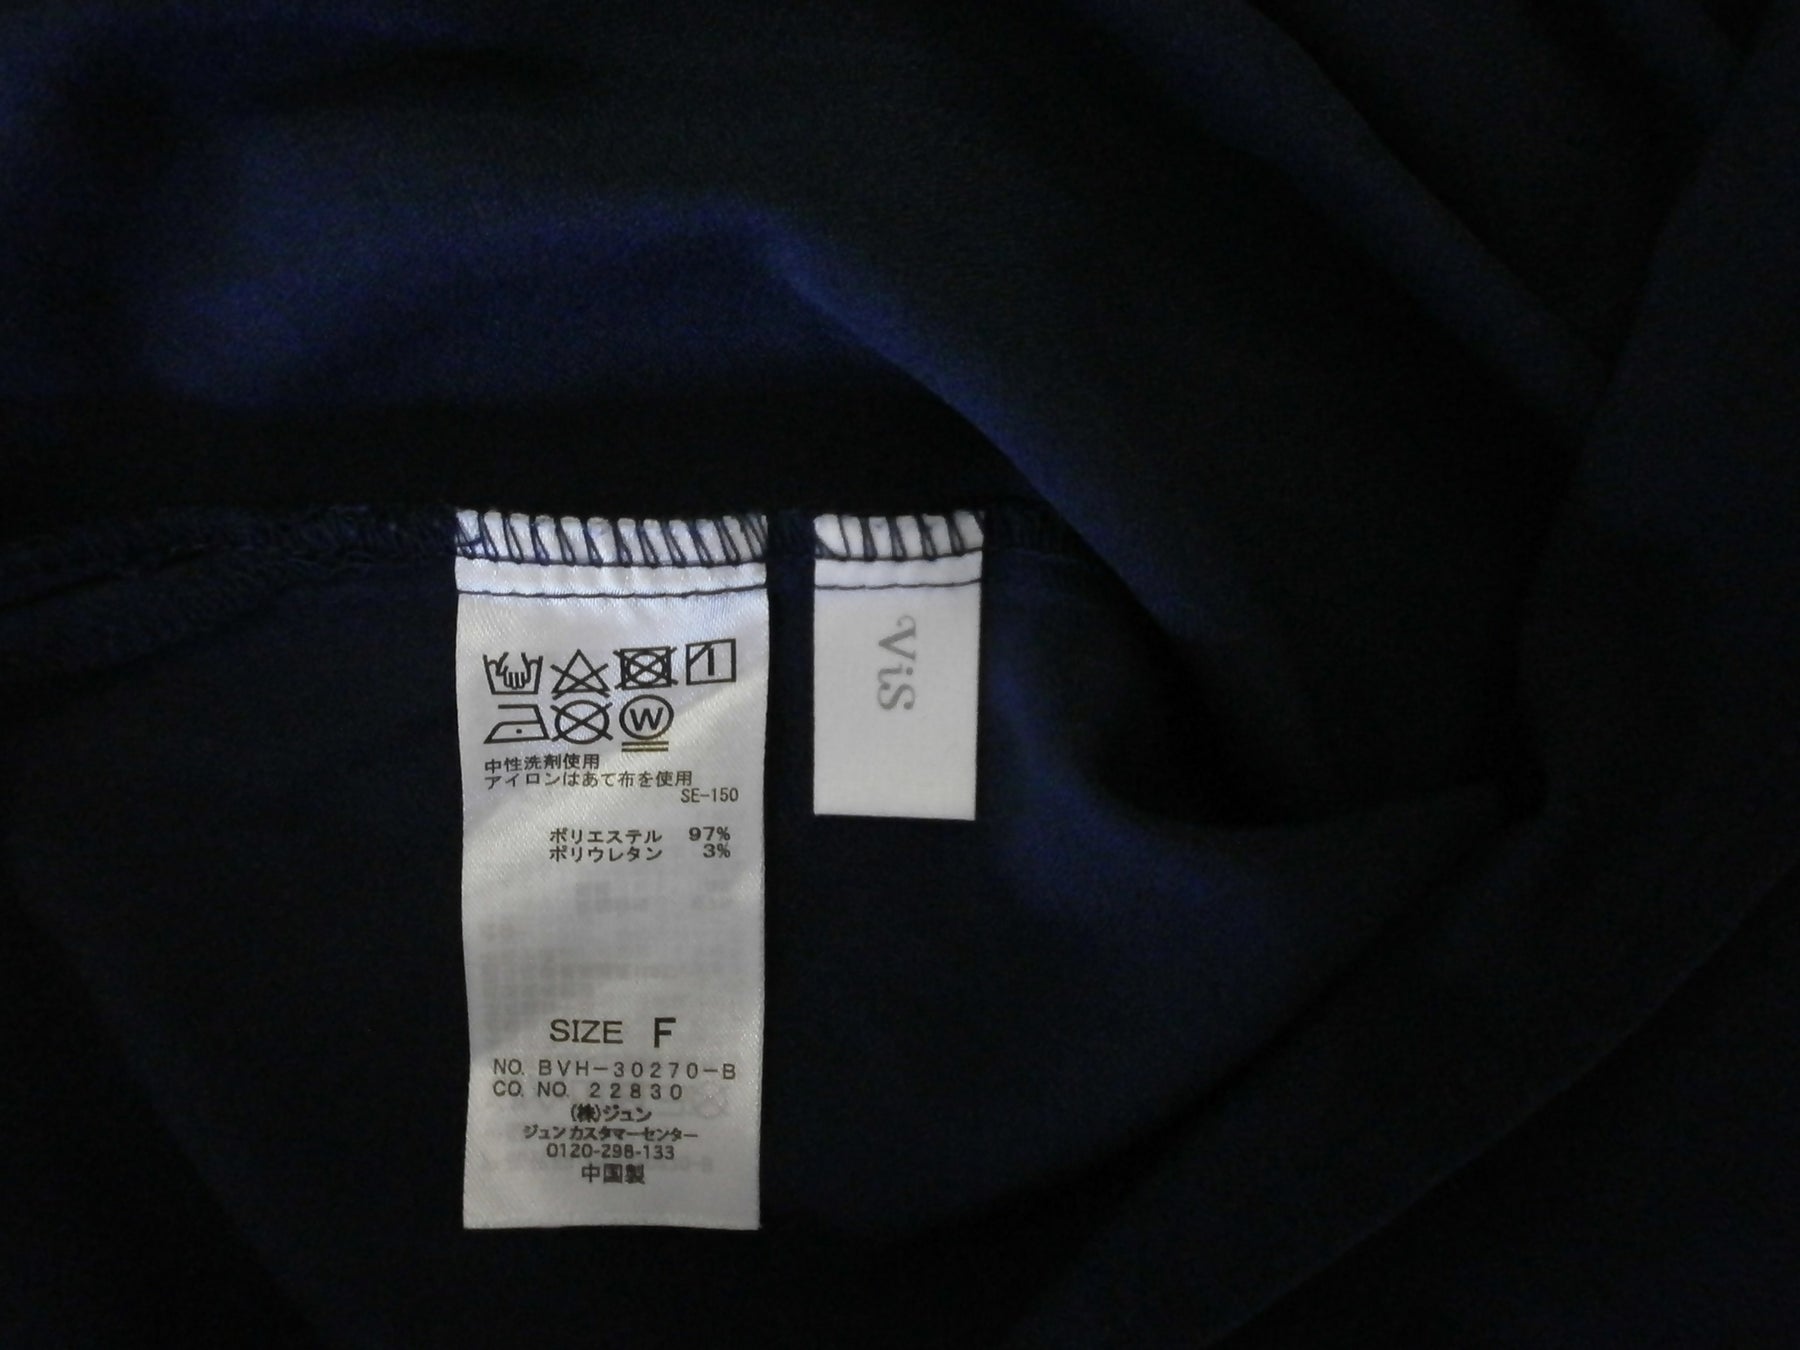 W
中性洗剤使用
アイロンはあて布を使用
SE-150
ポリエステル 97%
ポリウレタン 3%
SIZE F
NO. BVH-30270-B
CO. NO. 22830
(株)ジュン
ジュンカスタマーセンター
0120-298-133
中国製
ViS